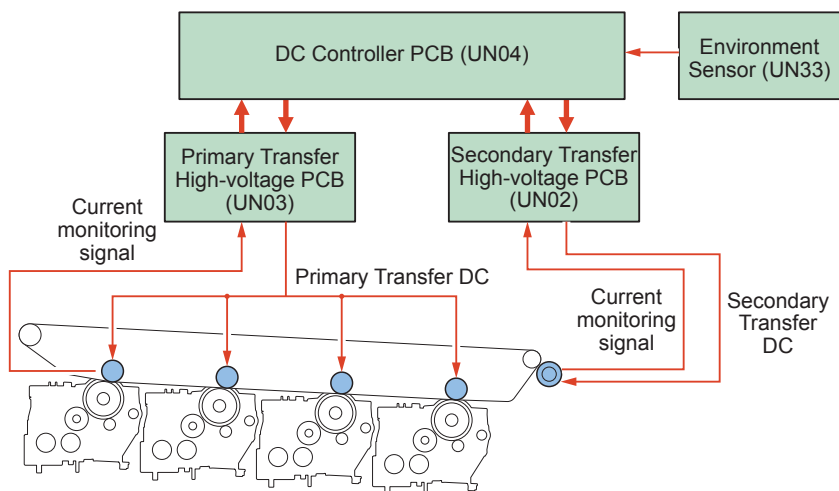 DC Controller PCB (UN04)
Environment
Sensor (UN33)
Primary Transfer
High-voltage PCB
(UN03)
Secondary Transfer
High-voltage PCB
(UN02)
Current
monitoring
signal
Primary Transfer DC
Current
monitoring
signal
Secondary
Transfer
DC